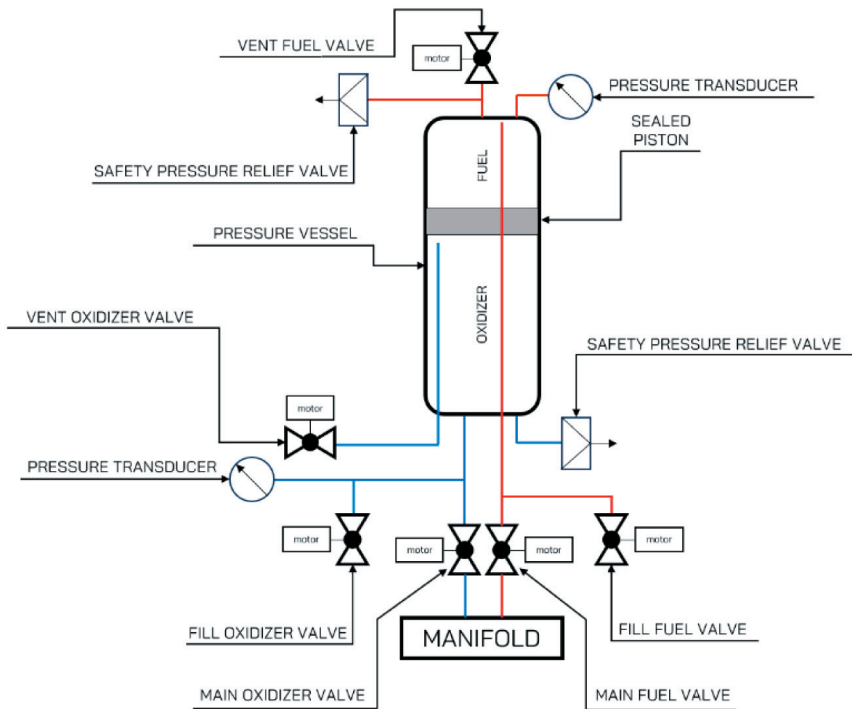 VENT FUEL VALVE
motor
PRESSURE TRANSDUCER
SEALED
PISTON
SAFETY PRESSURE RELIEF VALVE
FUEL
PRESSURE VESSEL
OXIDIZER
VENT OXIDIZER VALVE
SAFETY PRESSURE RELIEF VALVE
motor
PRESSURE TRANSDUCER
motor
motor
motor
motor
FILL OXIDIZER VALVE
MANIFOLD
FILL FUEL VALVE
MAIN OXIDIZER VALVE
MAIN FUEL VALVE